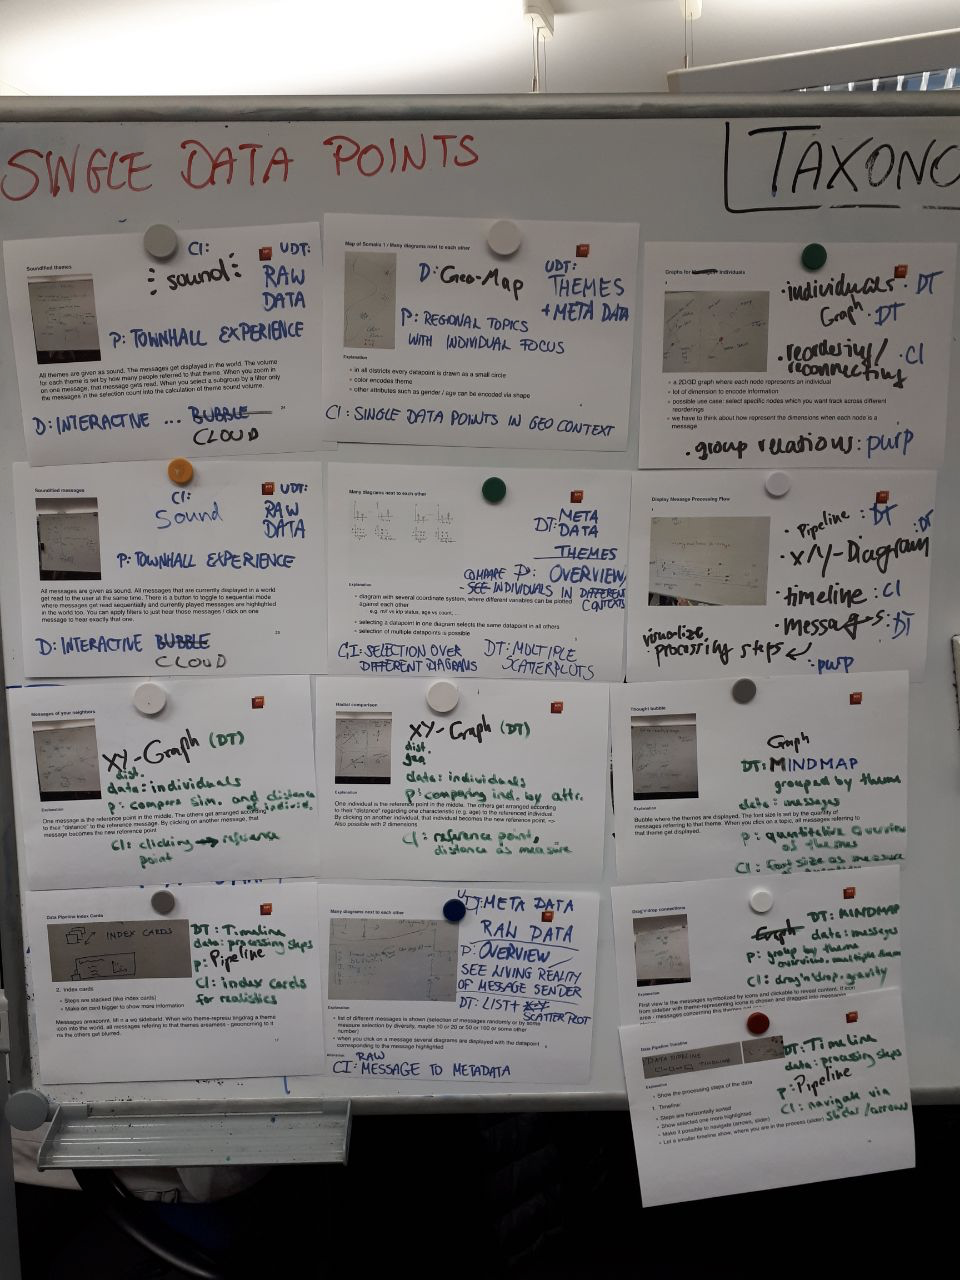 SINGLE DATA POINTS
TAXONO
Soundified themes
CI:
sound
UDT:
RAW
DATA
P: TOWNHALL EXPERIENCE
All themes are given as sound. The messages get displayed in the world. The volume
for each theme is set by how many people referred to that theme. When you zoom in
on one message, that message gets read. When you select a subgroup by a filter only
the messages in the selection count into the calculation of theme sound volume.
D: INTERACTIVE ... BUBBLE
CLOUD
Map of Somalia 1 / Many diagrams next to each other
D: Geo-Map
UDT:
THEMES
+ META DATA
P: REGIONAL TOPICS
WITH INDIVIDUAL FOCUS
Explanation
• in all districts every datapoint is drawn as a small circle
• color encodes theme
• other attributes such as gender / age can be encoded via shape
CI: SINGLE DATA POINTS IN GEO CONTEXT
Graphs for Individuals
• individuals • DT
Graph • DT
• reordering/
reconnecting • CI
• a 2D/3D graph where each node represents an individual
• lot of dimension to encode information
• possible use case: select specific nodes which you want track across different
reorderings
• we have to think about how represent the dimensions when each node is a
message
• group relations: purp
Soundified messages
CI:
Sound
UDT:
RAW
DATA
P: TOWNHALL EXPERIENCE
All messages are given as sound. All messages that are currently displayed in a world
get read to the user at the same time. There is a button to toggle to sequential mode
where messages get read sequentially and currently played messages are highlighted
in the world too. You can apply filters to just hear those messages / click on one
message to hear exactly that one.
D: INTERACTIVE BUBBLE
CLOUD
Many diagrams next to each other
DT: META
DATA
THEMES
COMPARE P: OVERVIEW,
SEE INDIVIDUALS IN DIFFERENT
CONTEXTS
Explanation
• diagram with several coordinate system, where different variables can be plotted
against each other
• selecting a datapoint in one diagram selects the same datapoint in all others
• selection of multiple datapoints is possible
CI: SELECTION OVER
DIFFERENT DIAGRAMS
DT: MULTIPLE
SCATERPLOTS
Display Message Processing Flow
• Pipeline : DT
• X/Y-Diagram : DT
• timeline : CI
• messages: DT
visualize
processing steps
: purp
Messages of your neighbors
XY-Graph (DT)
dist.
data: individuals
P: compare sim. and distance
of individ.
Explanation
One individual is the reference point in the middle. The others get arranged according
to their "distance" to the reference message. By clicking on another message, that
message becomes the new reference point
CI: clicking → reference
point
Radial comparison
XY-Graph (DT)
dist.
data: individuals
P: comparing ind. by attr.
Explanation
One individual is the reference point in the middle. The others get arranged according
to their "distance" regarding one characteristic (e.g. age) to the referenced individual.
By clicking on another individual, that individual becomes the new reference point. =>
Also possible with 2 dimensions
CI: reference point,
distance as measure
Thought bubble
Graph
DT: MINDMAP
grouped by theme
data: messages
Explanation
Bubble where the themes are displayed. The font size is set by the quantity of
messages referring to that theme. When you click on a topic, all messages referring to
that theme get displayed.
P: quantitative overview
of themes
CI: font size as measure
Data Pipeline Index Cards
INDEX CARDS
DT: Timeline
data: processing steps
P: Pipeline
CI: index cards
for realistics
2. Index cards
• Steps are stacked (like index cards)
• Make on card bigger to show more information
Many diagrams next to each other
UDT: META DATA
RAW DATA
P: OVERVIEW
SEE LIVING REALITY
OF MESSAGE SENDER
DT: LIST+
SCATTER PLOT
Explanation
• list of different messages is shown (selection of messages randomly or by some
measure selection by diversity, maybe 10 or 20 or 50 or 100 or some other
number)
• when you click on a message several diagrams are displayed with the datapoint
corresponding to the message highlighted
RAW
CI: MESSAGE TO METADATA
Drag'n drop connections
Graph
DT: MINDMAP
data: messages
P: group by theme
CI: drag'n'drop, gravity
Explanation
First view is the messages symbolized by icons and clickable to reveal content. If icon
from sidebar with theme-representing icons is chosen and dragged into messages
Data Pipeline Timeline
DATA PIPELINE
DT: Timeline
data: processing steps
P: Pipeline
CI: navigate via
slider/arrows
Explanation
• Show the processing steps of the data
1. Timeline:
• Steps are horizontally sorted
• Show selected one more highlighted
• Make it possible to navigate (arrows, slider)
• Let a smaller timeline show, where you are in the process (slider)